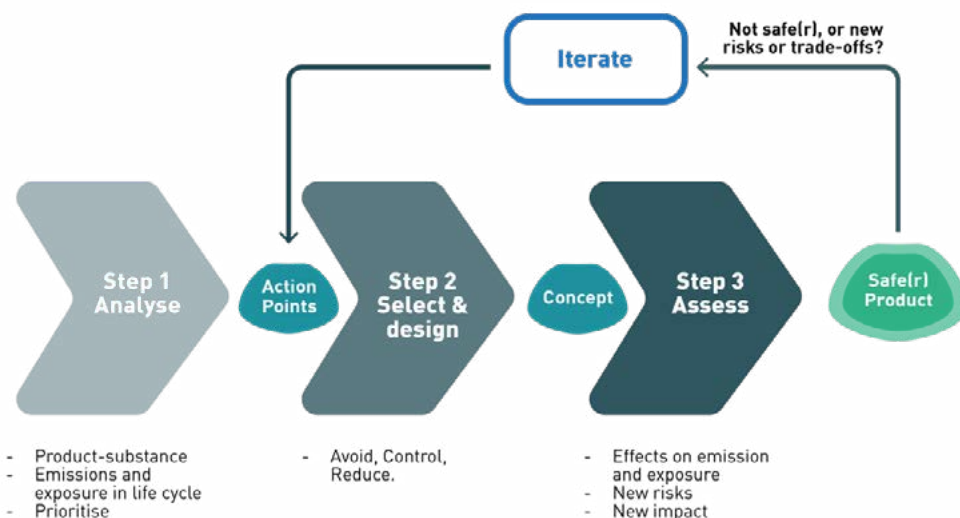 Not safe(r), or new
risks or trade-offs?
Iterate
Step 1
Analyse
Action
Points
Step 2
Select &
design
Concept
Step 3
Assess
Safe(r)
Product
- Product-substance
- Emissions and
exposure in life cycle
- Prioritise
- Avoid, Control,
Reduce.
- Effects on emission
and exposure
- New risks
- New impact